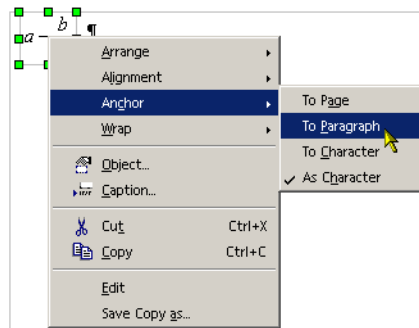 a − b ¶
Arrange
Alignment
Anchor
Wrap
Object...
Caption...
Cut Ctrl+X
Copy Ctrl+C
Edit
Save Copy as...
To Page
To Paragraph
To Character
As Character